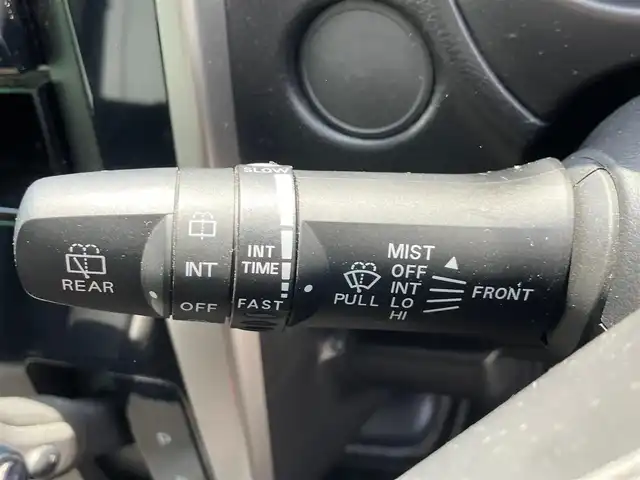 REAR
INT
OFF
SLOW
INT
TIME
FAST
PULL
MIST
OFF
INT
LO
HI
FRONT